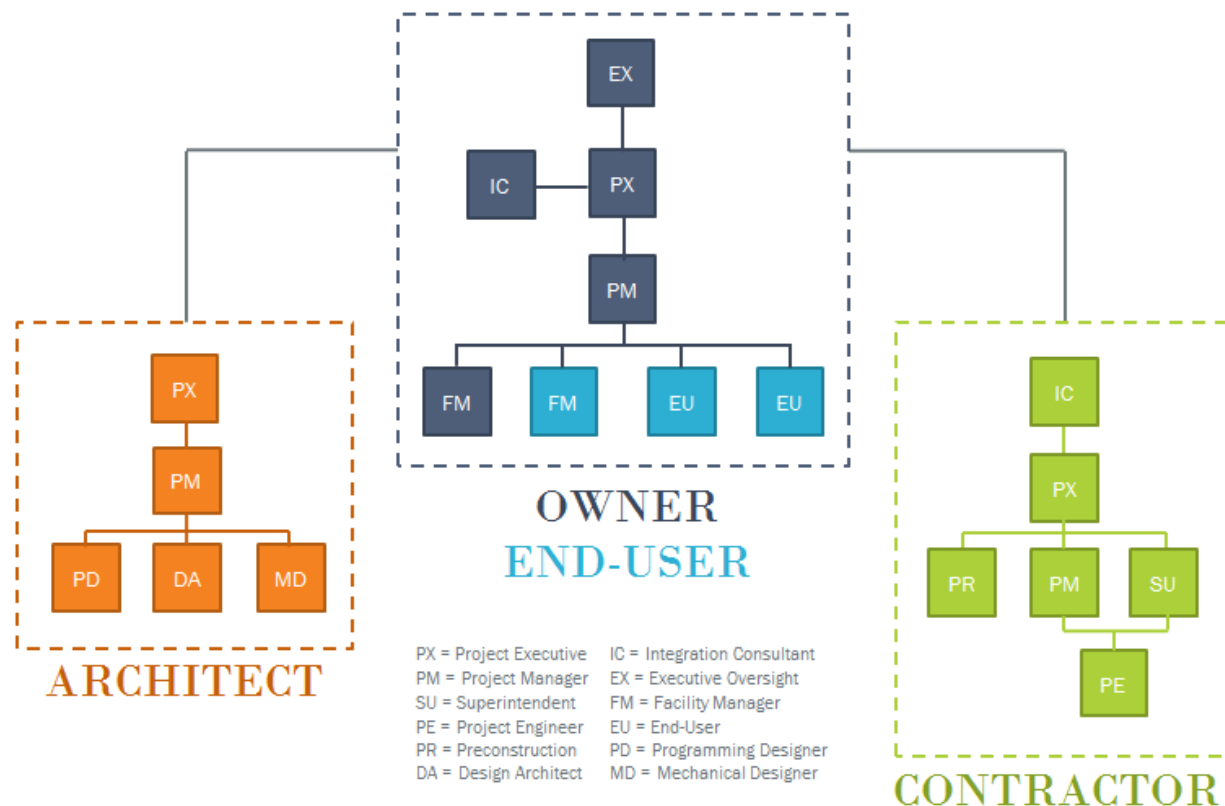 EX
IC
PX
PM
FM
FM
EU
EU
OWNER
END-USER
PX
PM
PD
DA
MD
ARCHITECT
IC
PX
PR
PM
SU
PE
CONTRACTOR
PX = Project Executive
PM = Project Manager
SU = Superintendent
PE = Project Engineer
PR = Preconstruction
DA = Design Architect
IC = Integration Consultant
EX = Executive Oversight
FM = Facility Manager
EU = End-User
PD = Programming Designer
MD = Mechanical Designer